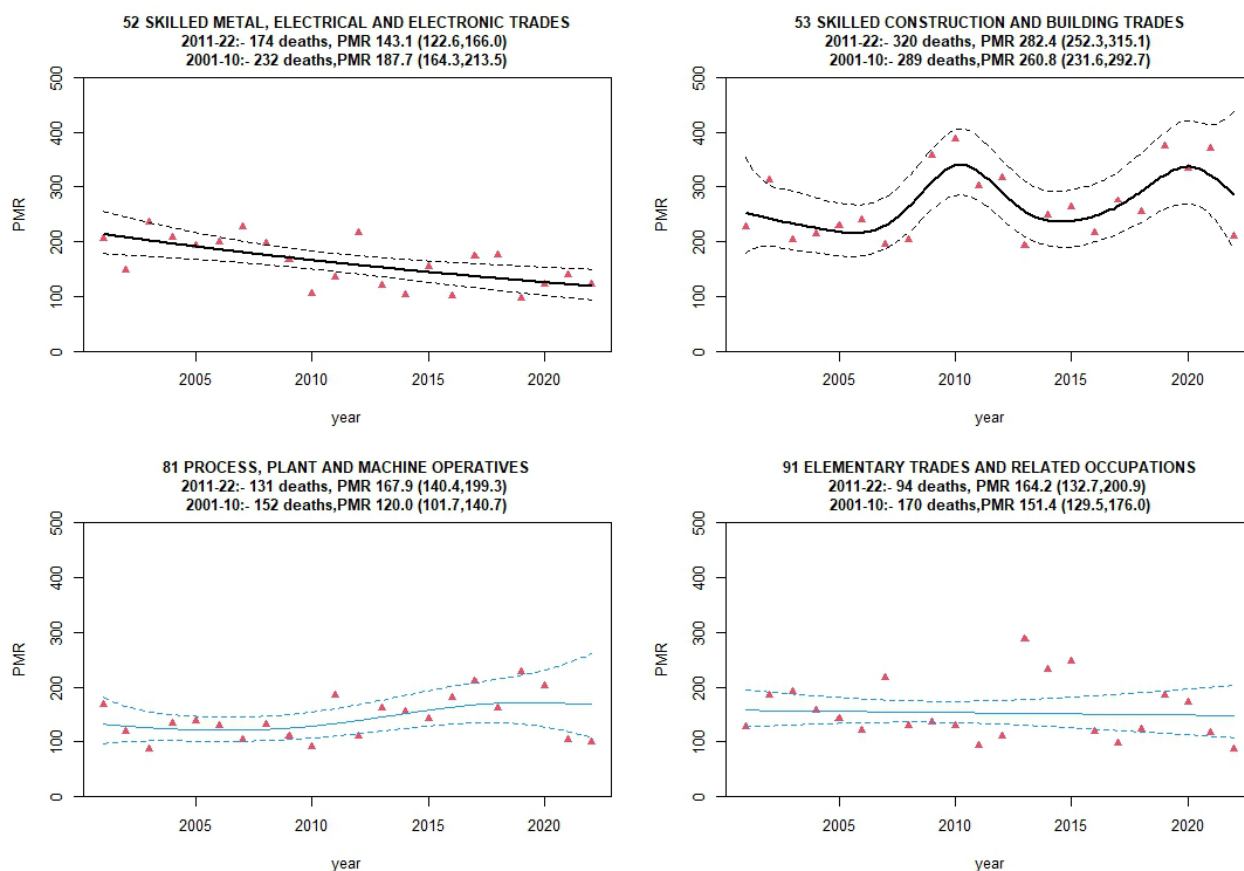 52 SKILLED METAL, ELECTRICAL AND ELECTRONIC TRADES
2011-22:- 174 deaths, PMR 143.1 (122.6,166.0)
2001-10:- 232 deaths,PMR 187.7 (164.3,213.5)
500
400
300
200
100
0
PMR
2005 2010 2015 2020
year
53 SKILLED CONSTRUCTION AND BUILDING TRADES
2011-22:- 320 deaths, PMR 282.4 (252.3,315.1)
2001-10:- 289 deaths,PMR 260.8 (231.6,292.7)
500
400
300
200
100
0
PMR
2005 2010 2015 2020
year
81 PROCESS, PLANT AND MACHINE OPERATIVES
2011-22:- 131 deaths, PMR 167.9 (140.4,199.3)
2001-10:- 152 deaths,PMR 120.0 (101.7,140.7)
500
400
300
200
100
0
PMR
2005 2010 2015 2020
year
91 ELEMENTARY TRADES AND RELATED OCCUPATIONS
2011-22:- 94 deaths, PMR 164.2 (132.7,200.9)
2001-10:- 170 deaths,PMR 151.4 (129.5,176.0)
500
400
300
200
100
0
PMR
2005 2010 2015 2020
year